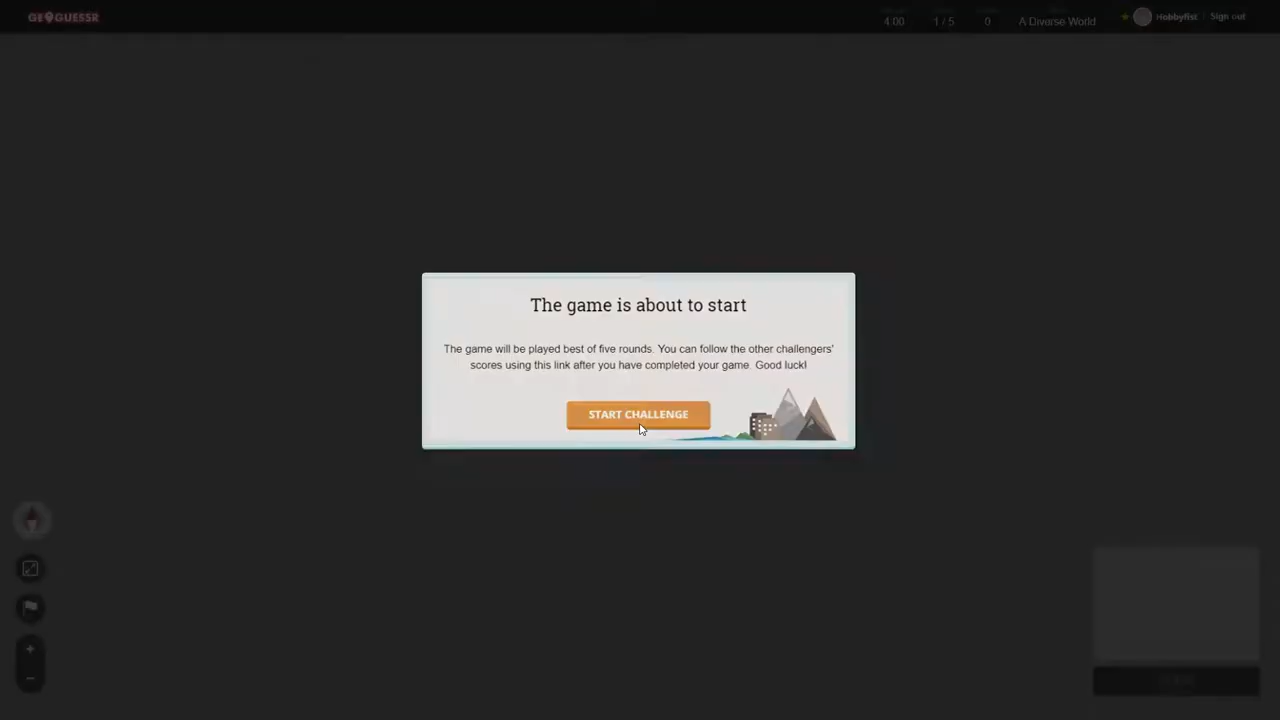 GEOGUESSR
4:00
1 / 5
0
A Diverse World
Hobbyfist
Sign out
The game is about to start
The game will be played best of five rounds. You can follow the other challengers'
scores using this link after you have completed your game. Good luck!
START CHALLENGE
+
−